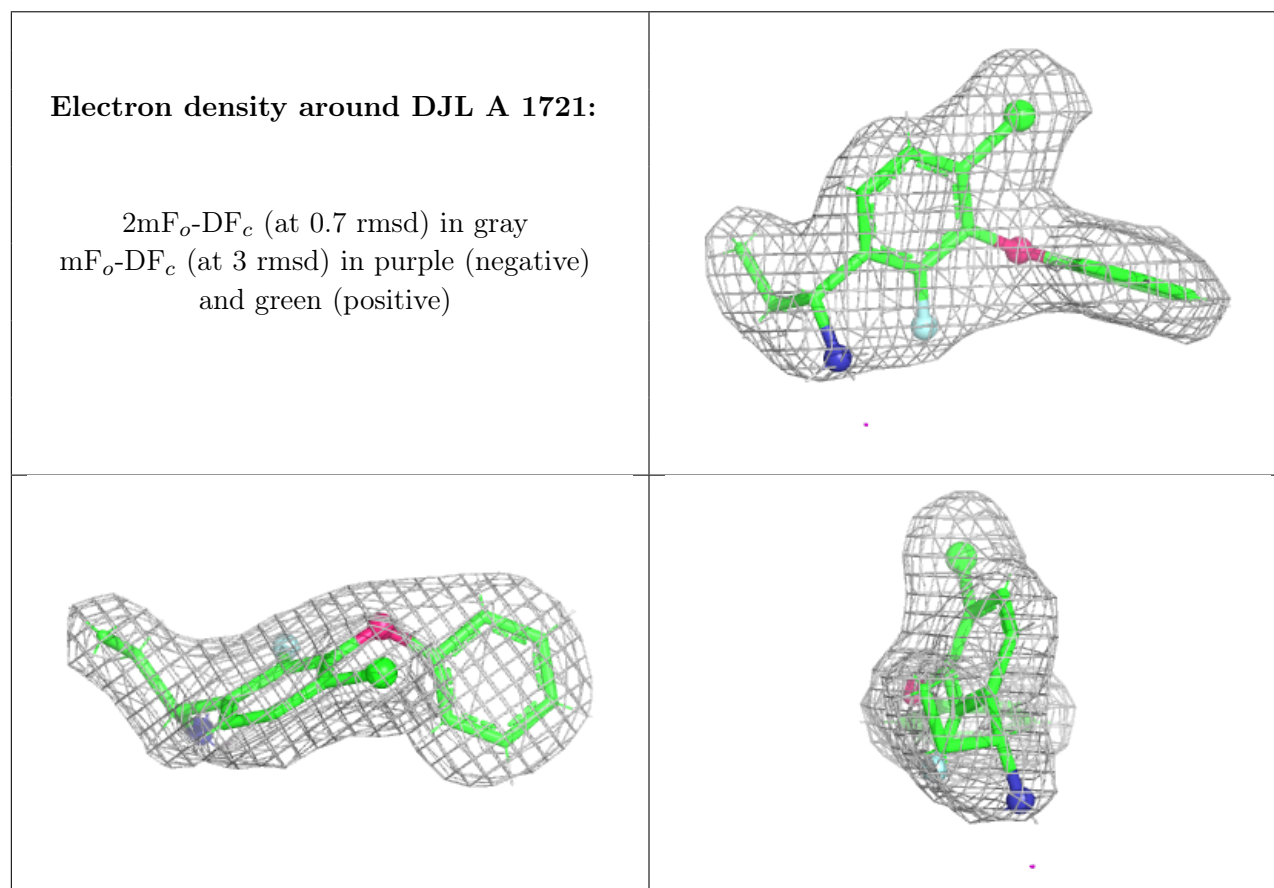 Electron density around DJL A 1721:
2mFo-DFc (at 0.7 rmsd) in gray
mFo-DFc (at 3 rmsd) in purple (negative)
and green (positive)